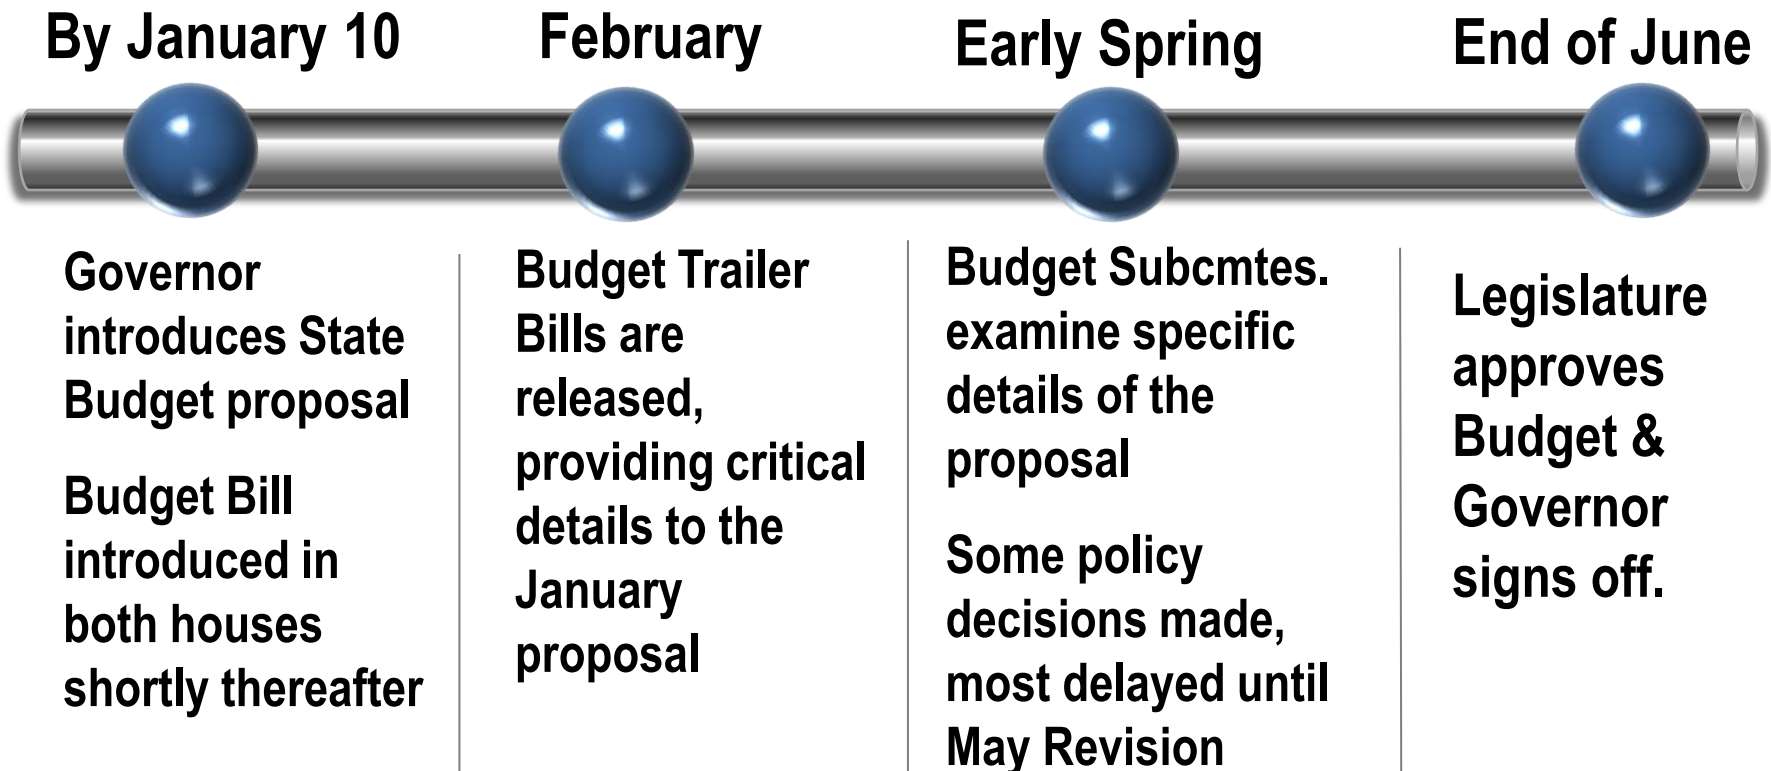 By January 10
February
Early Spring
End of June
Governor
introduces State
Budget proposal
Budget Bill
introduced in
both houses
shortly thereafter
Budget Trailer
Bills are
released,
providing critical
details to the
January
proposal
Budget Subcmtes.
examine specific
details of the
proposal
Some policy
decisions made,
most delayed until
May Revision
Legislature
approves
Budget &
Governor
signs off.